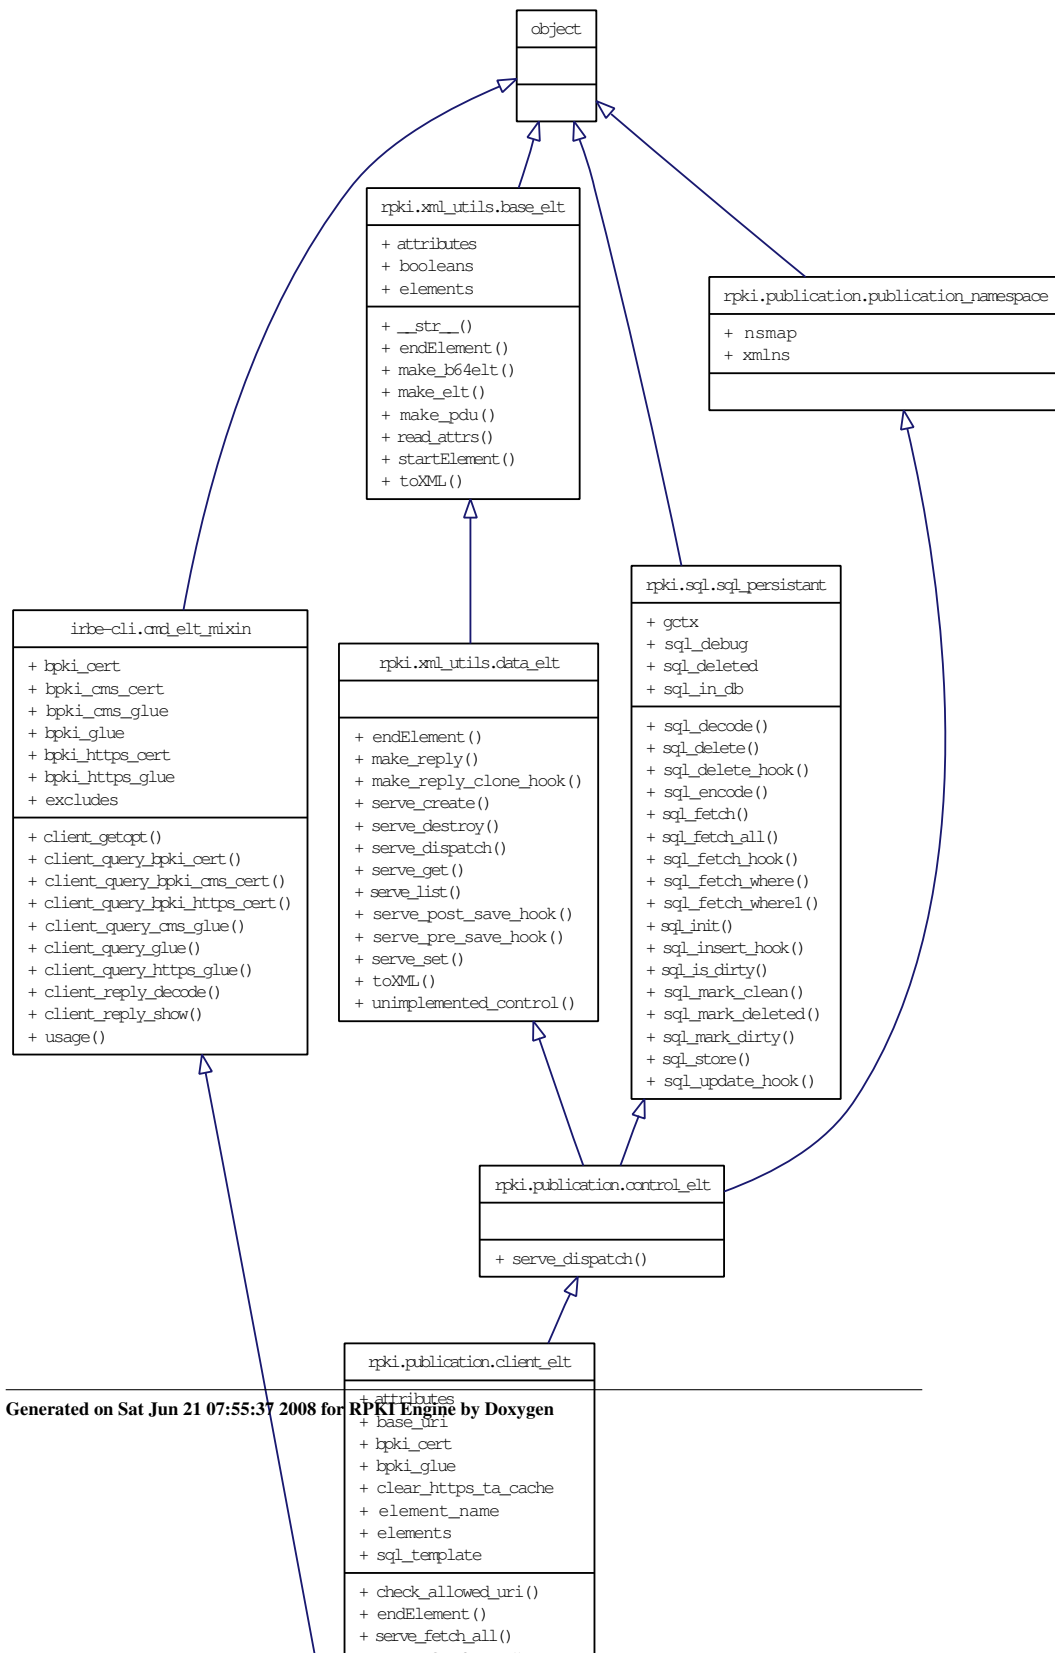 object
rpki.xml_utils.base_elt
+ attributes
+ booleans
+ elements
+ __str__()
+ endElement()
+ make_b64elt()
+ make_elt()
+ make_pdu()
+ read_attrs()
+ startElement()
+ toXML()
rpki.publication.publication_namespace
+ nsmap
+ xmlns
rpki.sql.sql_persistant
+ gctx
+ sql_debug
+ sql_deleted
+ sql_in_db
+ sql_decode()
+ sql_delete()
+ sql_delete_hook()
+ sql_encode()
+ sql_fetch()
+ sql_fetch_all()
+ sql_fetch_hook()
+ sql_fetch_where()
+ sql_fetch_where1()
+ sql_init()
+ sql_insert_hook()
+ sql_is_dirty()
+ sql_mark_clean()
+ sql_mark_deleted()
+ sql_mark_dirty()
+ sql_store()
+ sql_update_hook()
irbe-cli.cmd_elt_mixin
+ bpki_cert
+ bpki_cms_cert
+ bpki_cms_glue
+ bpki_glue
+ bpki_https_cert
+ bpki_https_glue
+ excludes
+ client_getopt()
+ client_query_bpki_cert()
+ client_query_bpki_cms_cert()
+ client_query_bpki_https_cert()
+ client_query_cms_glue()
+ client_query_glue()
+ client_query_https_glue()
+ client_reply_decode()
+ client_reply_show()
+ usage()
rpki.xml_utils.data_elt
+ endElement()
+ make_reply()
+ make_reply_clone_hook()
+ serve_create()
+ serve_destroy()
+ serve_dispatch()
+ serve_get()
+ serve_list()
+ serve_post_save_hook()
+ serve_pre_save_hook()
+ serve_set()
+ toXML()
+ unimplemented_control()
rpki.publication.control_elt
+ serve_dispatch()
rpki.publication.client_elt
+ attributes
Generated on Sat Jun 21 07:55:37 2008 for RPKI Engine by Doxygen
+ base_uri
+ bpki_cert
+ bpki_glue
+ clear_https_ta_cache
+ element_name
+ elements
+ sql_template
+ check_allowed_uri()
+ endElement()
+ serve_fetch_all()